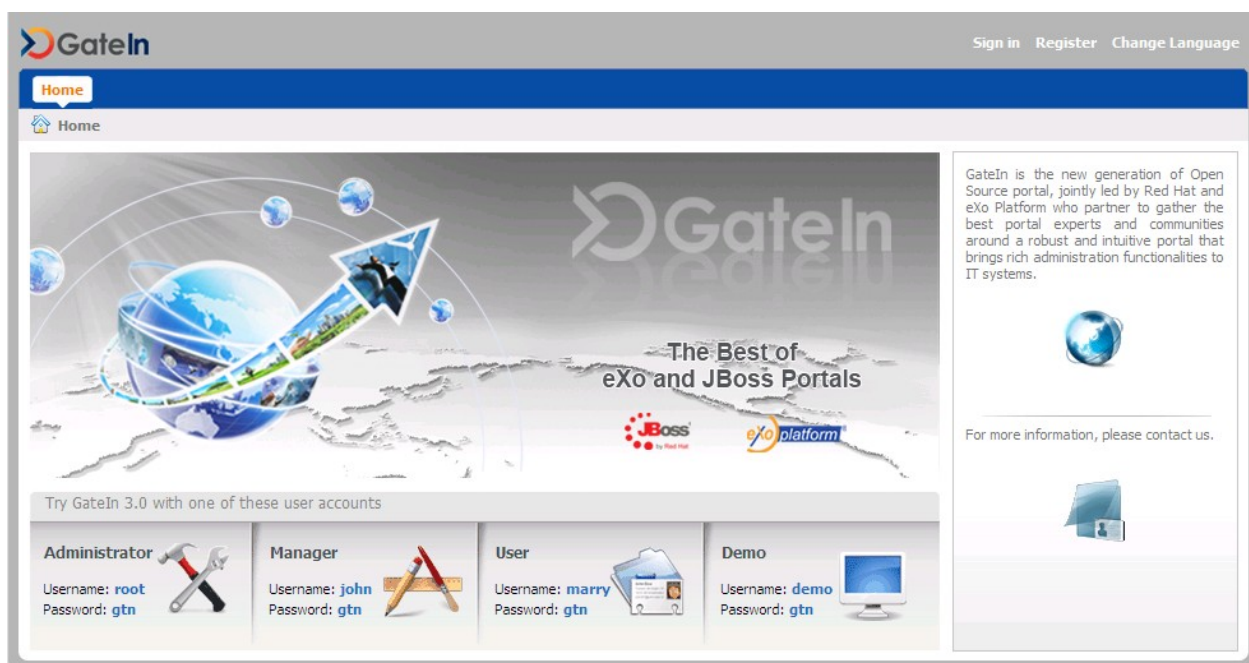 GateIn
Sign in Register Change Language
Home
Home
GateIn
The Best of
eXo and JBoss Portals
JBoss
by Red Hat
eXo platform
GateIn is the new generation of Open
Source portal, jointly led by Red Hat and
eXo Platform who partner to gather the
best portal experts and communities
around a robust and intuitive portal that
brings rich administration functionalities to
IT systems.
For more information, please contact us.
Try GateIn 3.0 with one of these user accounts
Administrator
Username: root
Password: gtn
Manager
Username: john
Password: gtn
User
Username: marry
Password: gtn
Demo
Username: demo
Password: gtn